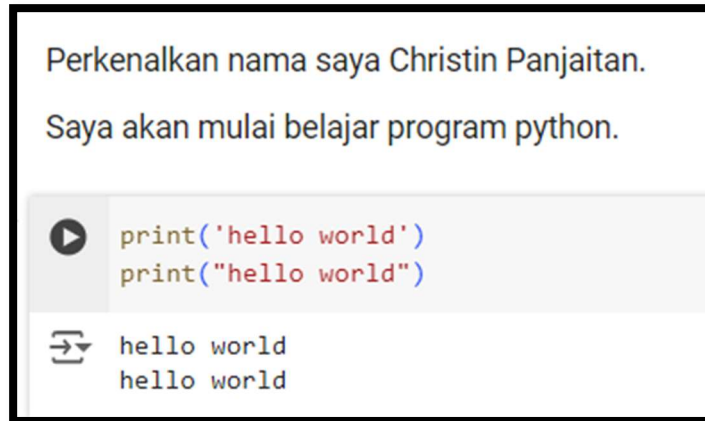 Perkenalkan nama saya Christin Panjaitan.
Saya akan mulai belajar program python.
print('hello world')
print("hello world")
hello world
hello world